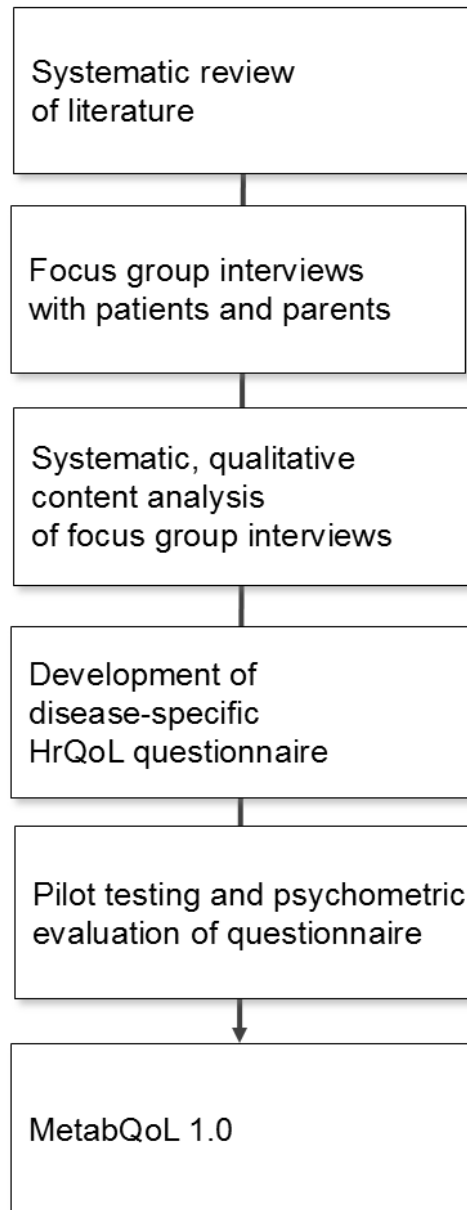 Systematic review
of literature
Focus group interviews
with patients and parents
Systematic, qualitative
content analysis
of focus group interviews
Development of
disease-specific
HrQoL questionnaire
Pilot testing and psychometric
evaluation of questionnaire
MetabQoL 1.0